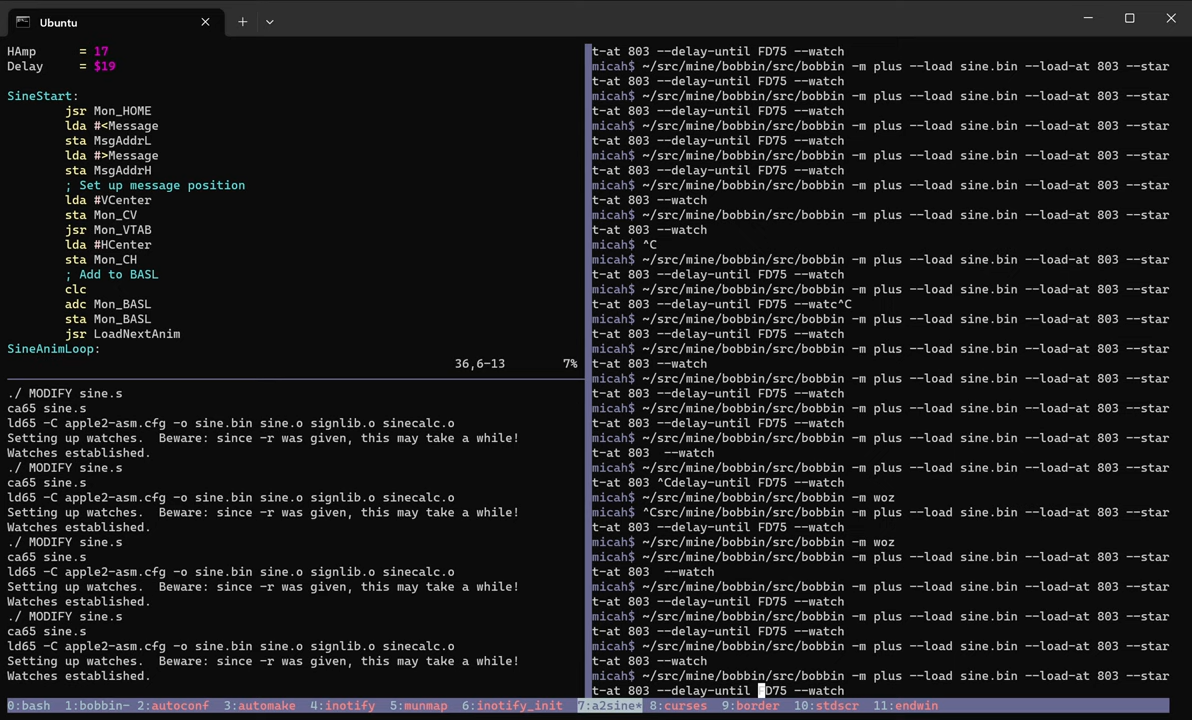 Ubuntu
HAmp      = 17
Delay     = $19
SineStart:
jsr Mon_HOME
lda #<Message
sta MsgAddrL
lda #>Message
sta MsgAddrH
; Set up message position
lda #VCenter
sta Mon_CV
jsr Mon_VTAB
lda #HCenter
sta Mon_CH
; Add to BASL
clc
adc Mon_BASL
sta Mon_BASL
jsr LoadNextAnim
SineAnimLoop:
36,6-13       7%
./ MODIFY sine.s
ca65 sine.s
ld65 -C apple2-asm.cfg -o sine.bin sine.o signlib.o sinecalc.o
Setting up watches.  Beware: since -r was given, this may take a while!
Watches established.
./ MODIFY sine.s
ca65 sine.s
ld65 -C apple2-asm.cfg -o sine.bin sine.o signlib.o sinecalc.o
Setting up watches.  Beware: since -r was given, this may take a while!
Watches established.
./ MODIFY sine.s
ca65 sine.s
ld65 -C apple2-asm.cfg -o sine.bin sine.o signlib.o sinecalc.o
Setting up watches.  Beware: since -r was given, this may take a while!
Watches established.
./ MODIFY sine.s
ca65 sine.s
ld65 -C apple2-asm.cfg -o sine.bin sine.o signlib.o sinecalc.o
Setting up watches.  Beware: since -r was given, this may take a while!
Watches established.
t-at 803 --delay-until FD75 --watch
micah$ ~/src/mine/bobbin/src/bobbin -m plus --load sine.bin --load-at 803 --star
t-at 803 --delay-until FD75 --watch
micah$ ~/src/mine/bobbin/src/bobbin -m plus --load sine.bin --load-at 803 --star
t-at 803 --delay-until FD75 --watch
micah$ ~/src/mine/bobbin/src/bobbin -m plus --load sine.bin --load-at 803 --star
t-at 803 --delay-until FD75 --watch
micah$ ~/src/mine/bobbin/src/bobbin -m plus --load sine.bin --load-at 803 --star
t-at 803 --delay-until FD75 --watch
micah$ ~/src/mine/bobbin/src/bobbin -m plus --load sine.bin --load-at 803 --star
t-at 803 --watch
micah$ ~/src/mine/bobbin/src/bobbin -m plus --load sine.bin --load-at 803 --star
t-at 803 --watch
micah$ ^C
micah$ ~/src/mine/bobbin/src/bobbin -m plus --load sine.bin --load-at 803 --star
t-at 803 --delay-until FD75 --watch
micah$ ~/src/mine/bobbin/src/bobbin -m plus --load sine.bin --load-at 803 --star
t-at 803 --delay-until FD75 --watc^C
micah$ ~/src/mine/bobbin/src/bobbin -m plus --load sine.bin --load-at 803 --star
t-at 803 --delay-until FD75 --watch
micah$ ~/src/mine/bobbin/src/bobbin -m plus --load sine.bin --load-at 803 --star
t-at 803 --watch
micah$ ~/src/mine/bobbin/src/bobbin -m plus --load sine.bin --load-at 803 --star
t-at 803 --delay-until FD75 --watch
micah$ ~/src/mine/bobbin/src/bobbin -m plus --load sine.bin --load-at 803 --star
t-at 803 --delay-until FD75 --watch
micah$ ~/src/mine/bobbin/src/bobbin -m plus --load sine.bin --load-at 803 --star
t-at 803  --watch
micah$ ~/src/mine/bobbin/src/bobbin -m plus --load sine.bin --load-at 803 --star
t-at 803 ^Cdelay-until FD75 --watch
micah$ ~/src/mine/bobbin/src/bobbin -m woz
micah$ ^Csrc/mine/bobbin/src/bobbin -m plus --load sine.bin --load-at 803 --star
t-at 803 --delay-until FD75 --watch
micah$ ~/src/mine/bobbin/src/bobbin -m woz
micah$ ~/src/mine/bobbin/src/bobbin -m plus --load sine.bin --load-at 803 --star
t-at 803  --watch
micah$ ~/src/mine/bobbin/src/bobbin -m plus --load sine.bin --load-at 803 --star
t-at 803 --delay-until FD75 --watch
micah$ ~/src/mine/bobbin/src/bobbin -m plus --load sine.bin --load-at 803 --star
t-at 803 --delay-until FD75 --watch
micah$ ~/src/mine/bobbin/src/bobbin -m plus --load sine.bin --load-at 803 --star
t-at 803 --watch
micah$ ~/src/mine/bobbin/src/bobbin -m plus --load sine.bin --load-at 803 --star
t-at 803 --delay-until FD75 --watch
0:bash  1:bobbin- 2:autoconf  3:automake  4:inotify  5:munmap  6:inotify_init  7:a2sine* 8:curses  9:border  10:stdscr  11:endwin